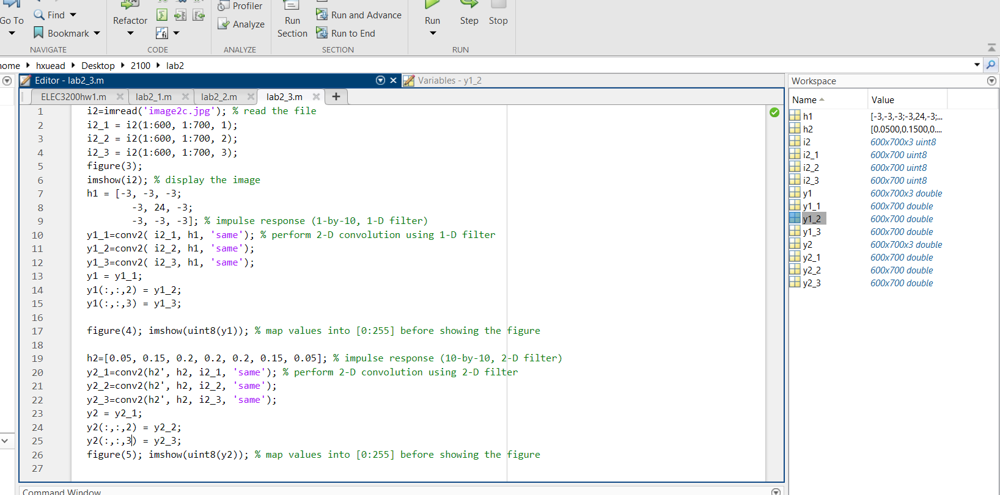 Go To
Find
Bookmark
NAVIGATE
Refactor
CODE
Profiler
Analyze
ANALYZE
Run
Section
Run and Advance
Run to End
SECTION
Run
Step
Stop
RUN
home hxuead Desktop 2100 lab2
Editor - lab2_3.m
Variables - y1_2
ELEC3200hw1.m lab2_1.m lab2_2.m lab2_3.m
1 i2=imread('image2c.jpg'); % read the file
2 i2_1 = i2(1:600, 1:700, 1);
3 i2_2 = i2(1:600, 1:700, 2);
4 i2_3 = i2(1:600, 1:700, 3);
5 figure(3);
6 imshow(i2); % display the image
7 h1 = [-3, -3, -3;
8 -3, 24, -3;
9 -3, -3, -3]; % impulse response (1-by-10, 1-D filter)
10 y1_1=conv2( i2_1, h1, 'same'); % perform 2-D convolution using 1-D filter
11 y1_2=conv2( i2_2, h1, 'same');
12 y1_3=conv2( i2_3, h1, 'same');
13 y1 = y1_1;
14 y1(:,:,2) = y1_2;
15 y1(:,:,3) = y1_3;
16
17 figure(4); imshow(uint8(y1)); % map values into [0:255] before showing the figure
18
19 h2=[0.05, 0.15, 0.2, 0.2, 0.2, 0.15, 0.05]; % impulse response (10-by-10, 2-D filter)
20 y2_1=conv2(h2', h2, i2_1, 'same'); % perform 2-D convolution using 2-D filter
21 y2_2=conv2(h2', h2, i2_2, 'same');
22 y2_3=conv2(h2', h2, i2_3, 'same');
23 y2 = y2_1;
24 y2(:,:,2) = y2_2;
25 y2(:,:,3) = y2_3;
26 figure(5); imshow(uint8(y2)); % map values into [0:255] before showing the figure
27
Command Window
Workspace
Name Value
h1 [-3,-3,-3;-3,24,-3;...
h2 [0.0500,0.1500,0....
i2 600x700x3 uint8
i2_1 600x700 uint8
i2_2 600x700 uint8
i2_3 600x700 uint8
y1 600x700x3 double
y1_1 600x700 double
y1_2 600x700 double
y1_3 600x700 double
y2 600x700x3 double
y2_1 600x700 double
y2_2 600x700 double
y2_3 600x700 double